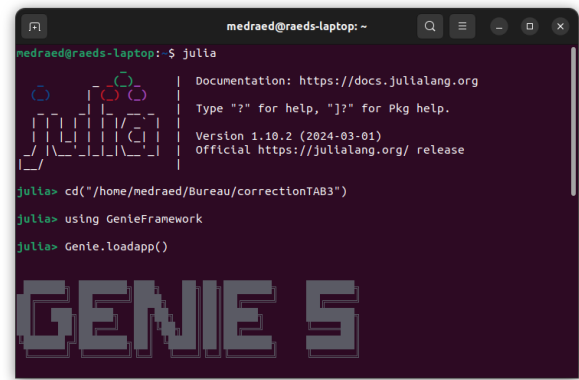 medraed@raeds-laptop: ~
medraed@raeds-laptop:~$ julia
Documentation: https://docs.julialang.org
Type "?" for help, "]?" for Pkg help.
Version 1.10.2 (2024-03-01)
Official https://julialang.org/ release
julia> cd("/home/medraed/Bureau/correctionTAB3")
julia> using GenieFramework
julia> Genie.loadapp()
GENIE S